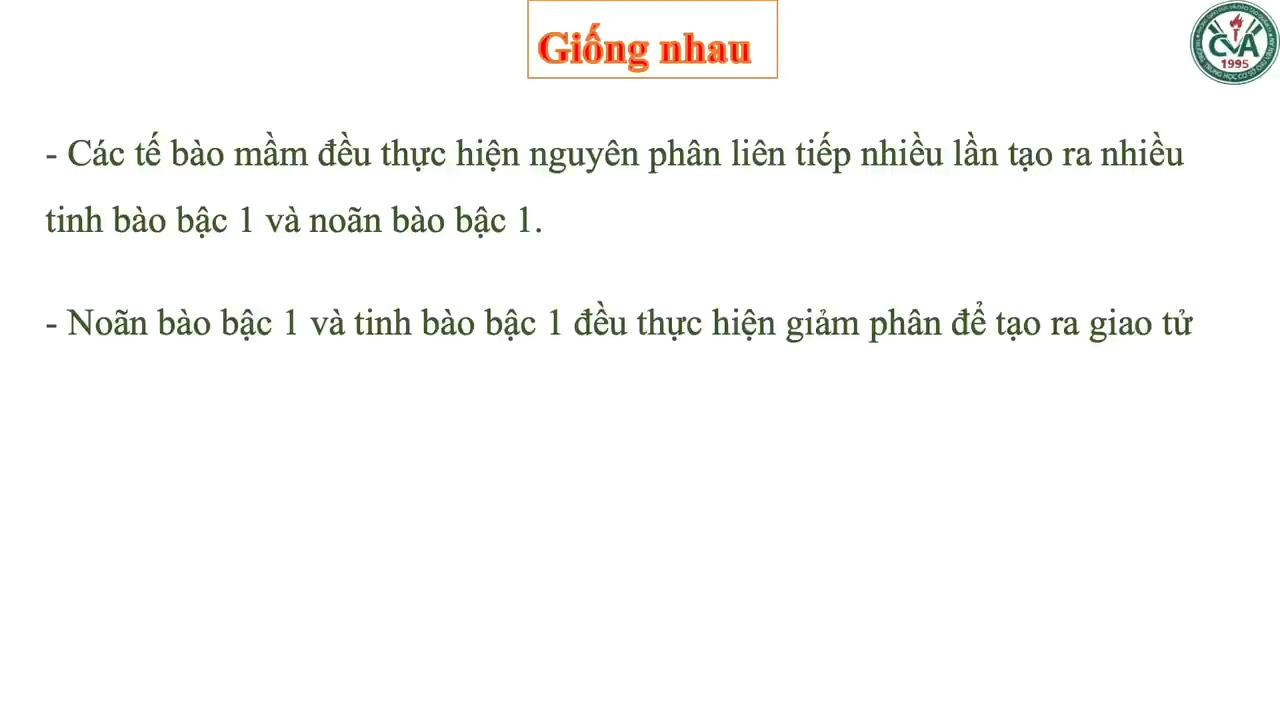 Giống nhau
CVA
1995
- Các tế bào mầm đều thực hiện nguyên phân liên tiếp nhiều lần tạo ra nhiều
tinh bào bậc 1 và noãn bào bậc 1.
- Noãn bào bậc 1 và tinh bào bậc 1 đều thực hiện giảm phân để tạo ra giao tử